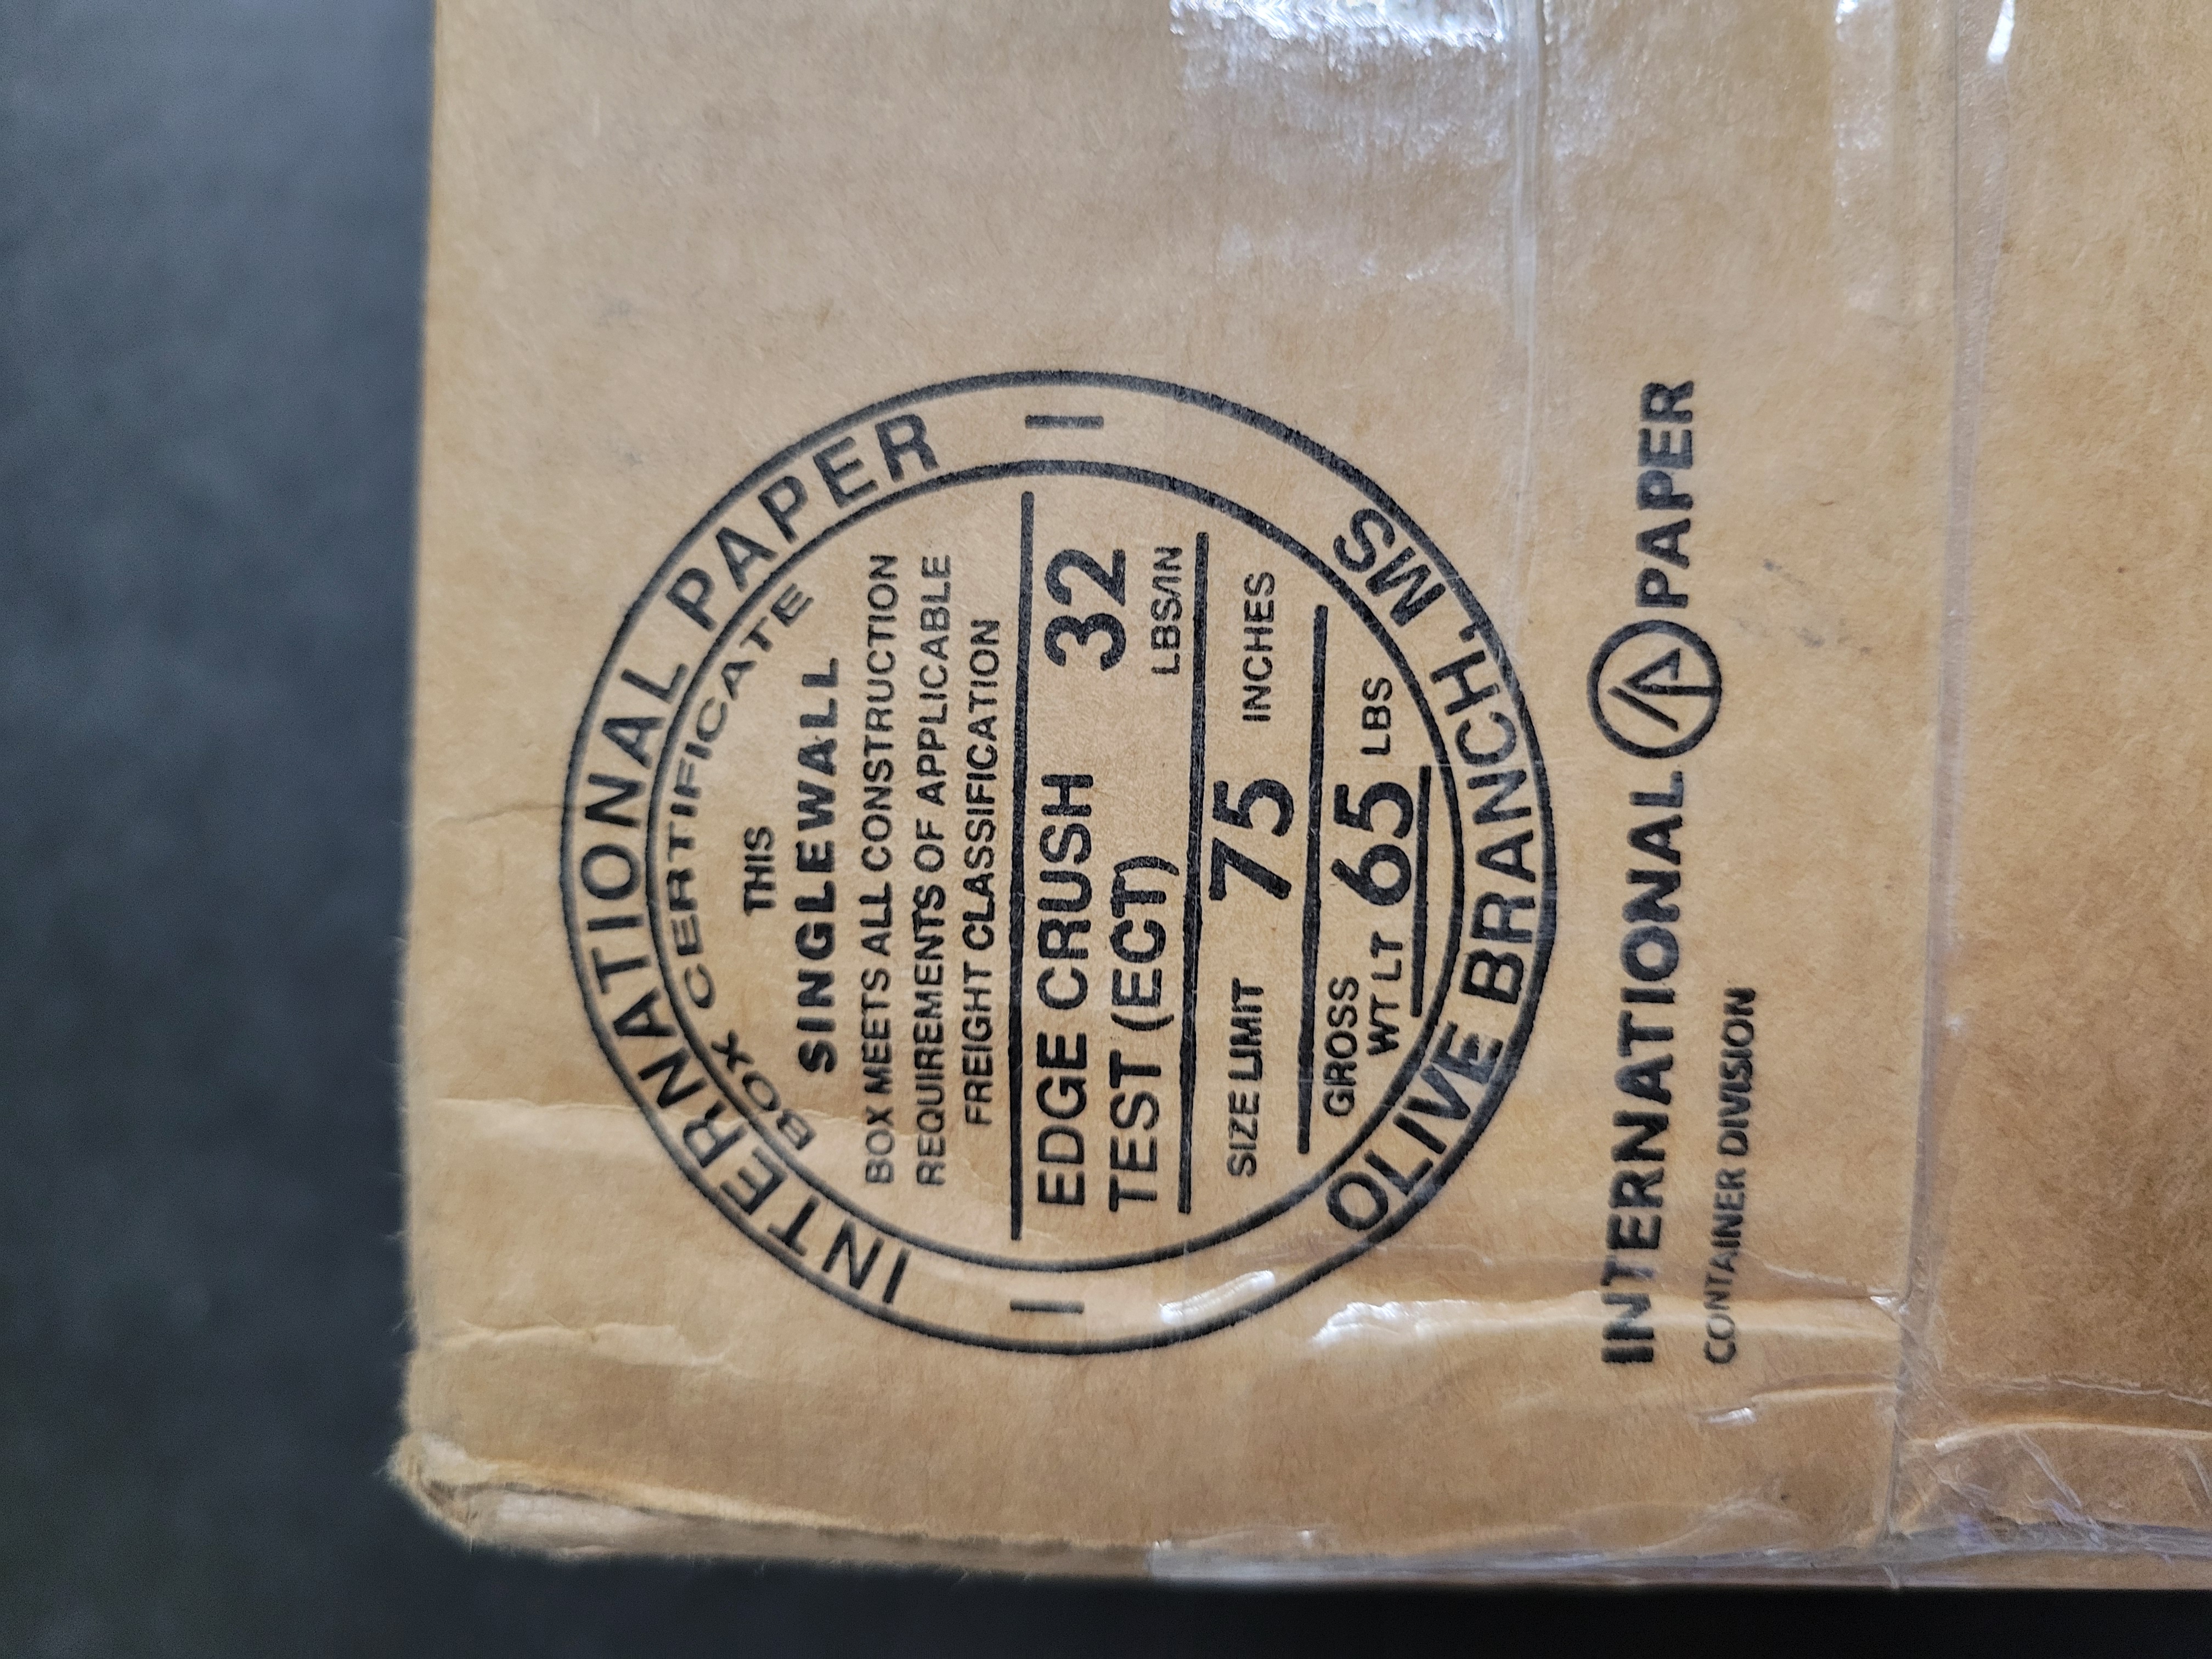 INTERNATIONAL PAPER
BOX CERTIFICATE
THIS
SINGLEWALL
BOX MEETS ALL CONSTRUCTION
REQUIREMENTS OF APPLICABLE
FREIGHT CLASSIFICATION
EDGE CRUSH 32
TEST (ECT) LBS/IN
SIZE LIMIT 75 INCHES
GROSS
WT LT 65 LBS
OLIVE BRANCH, MS
INTERNATIONAL PAPER
CONTAINER DIVISION